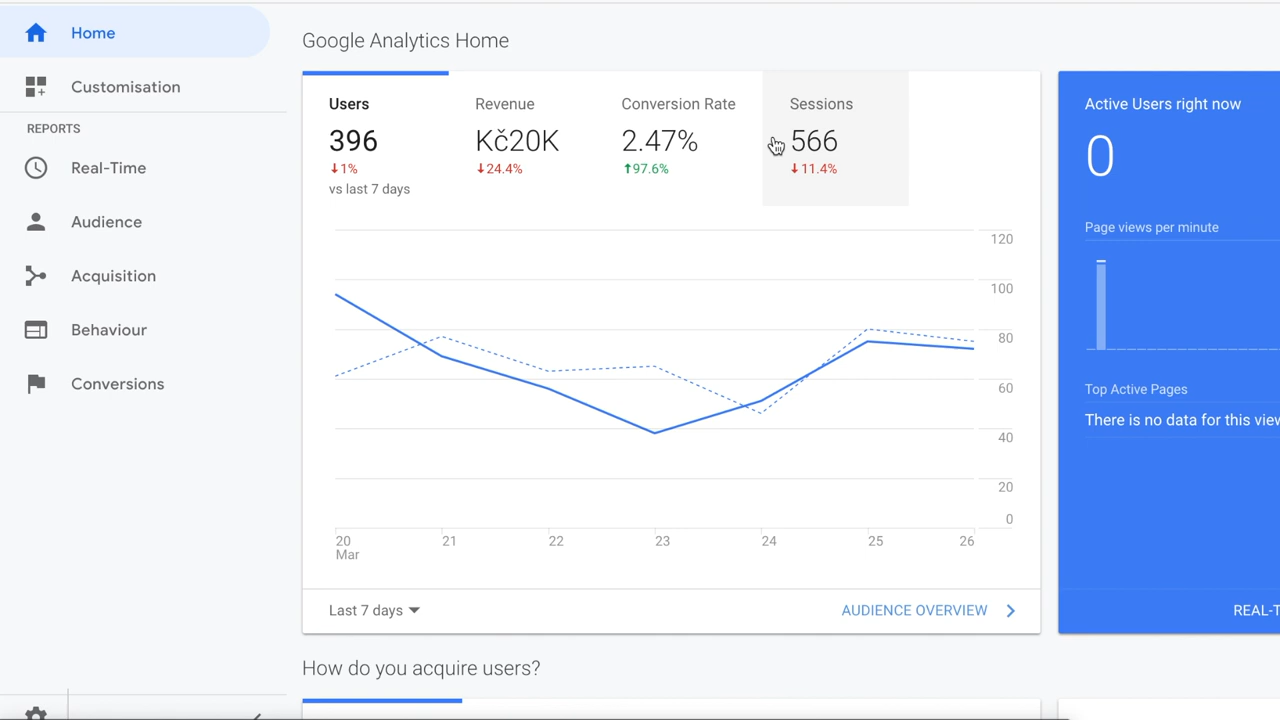 Home
Customisation
REPORTS
Real-Time
Audience
Acquisition
Behaviour
Conversions
Google Analytics Home
Users
396
1%
vs last 7 days
Revenue
Kč20K
24.4%
Conversion Rate
2.47%
97.6%
Sessions
566
11.4%
120
100
80
60
40
20
0
20 21 22 23 24 25 26
Mar
Last 7 days
AUDIENCE OVERVIEW
Active Users right now
0
Page views per minute
Top Active Pages
There is no data for this view
REAL-T
How do you acquire users?